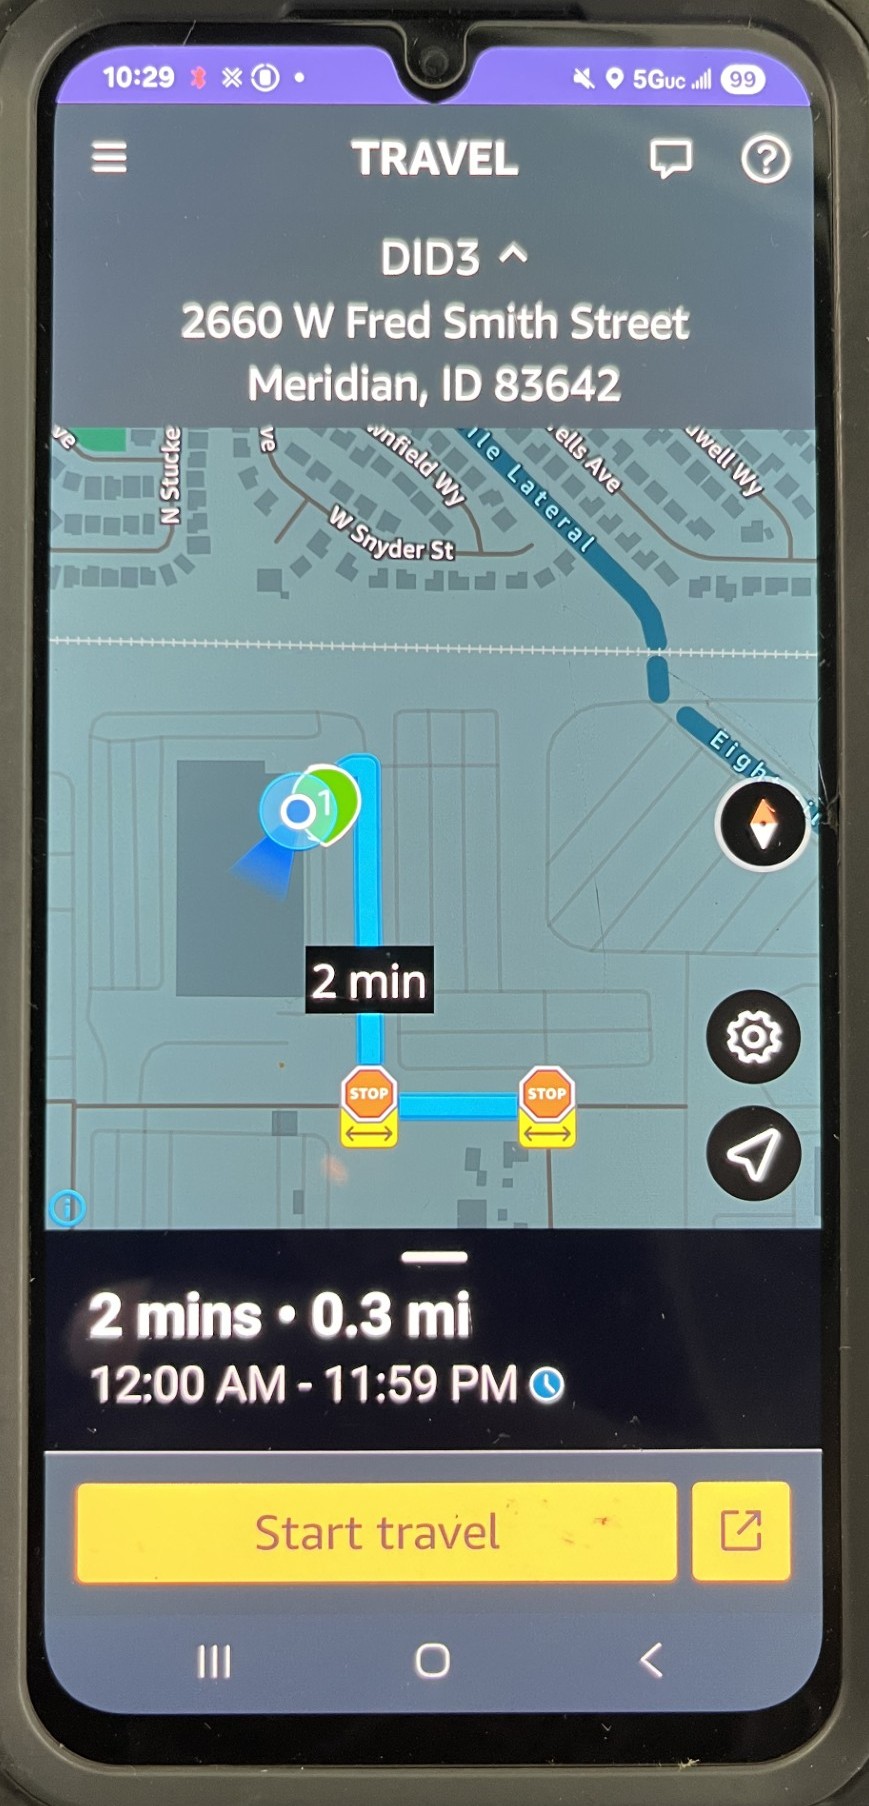 10:29 5GUC 99
TRAVEL
DID3
2660 W Fred Smith Street
Meridian, ID 83642
ve
N Stucke
ve
nfield Wy
W Snyder St
ile Lateral
ells Ave
dwell Wy
Eigh
1
2 min
STOP STOP
2 mins • 0.3 mi
12:00 AM - 11:59 PM
Start travel